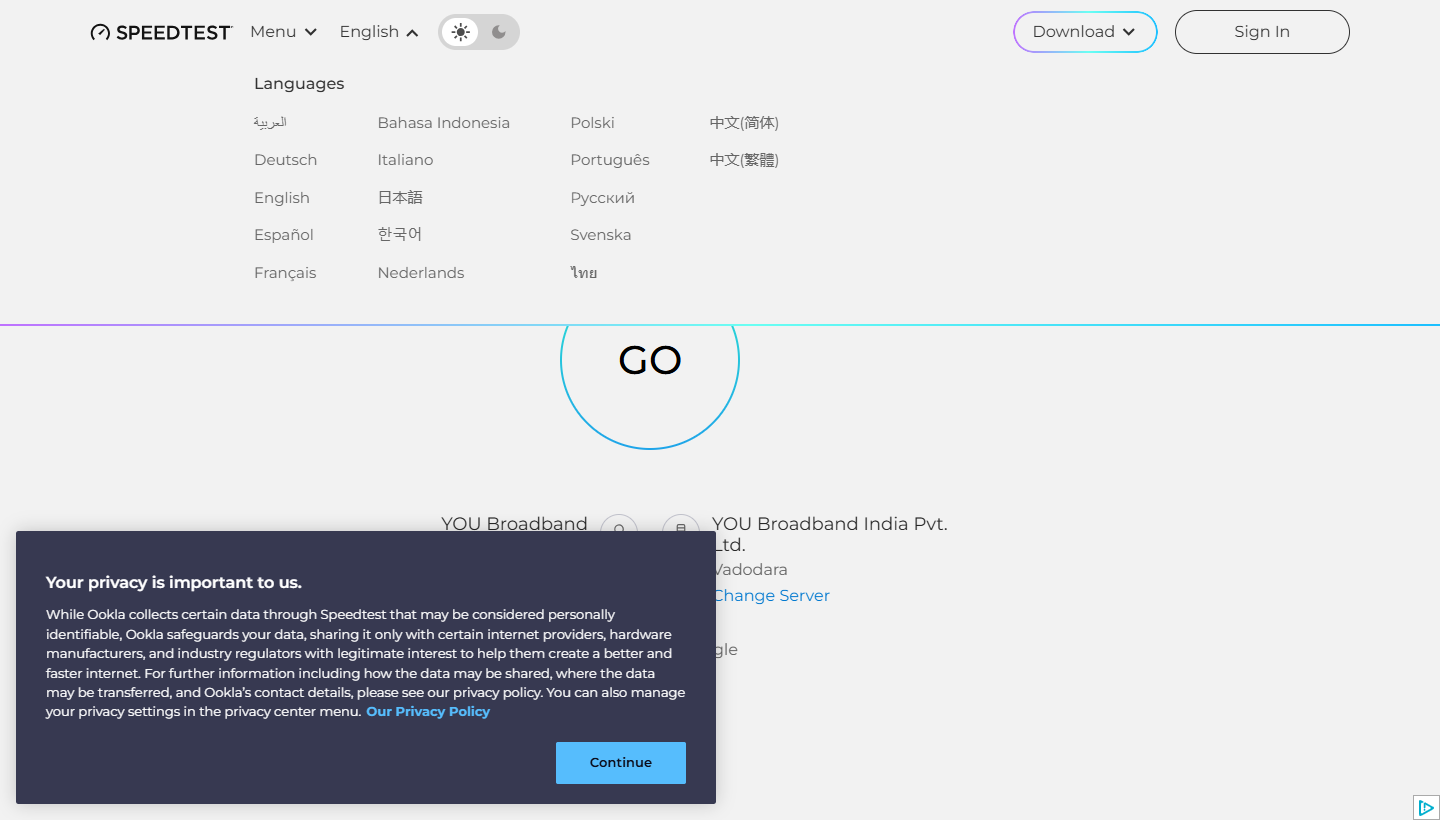 SPEEDTEST Menu English Download Sign In
Languages
العربية Bahasa Indonesia Polski 中文(简体)
Deutsch Italiano Português 中文(繁體)
English 日本語 Русский
Español 한국어 Svenska
Français Nederlands ไทย
GO
YOU Broadband YOU Broadband India Pvt.
Ltd.
Vadodara
Change Server
gle
Your privacy is important to us.
While Ookla collects certain data through Speedtest that may be considered personally
identifiable, Ookla safeguards your data, sharing it only with certain internet providers, hardware
manufacturers, and industry regulators with legitimate interest to help them create a better and
faster internet. For further information including how the data may be shared, where the data
may be transferred, and Ookla's contact details, please see our privacy policy. You can also manage
your privacy settings in the privacy center menu. Our Privacy Policy
Continue